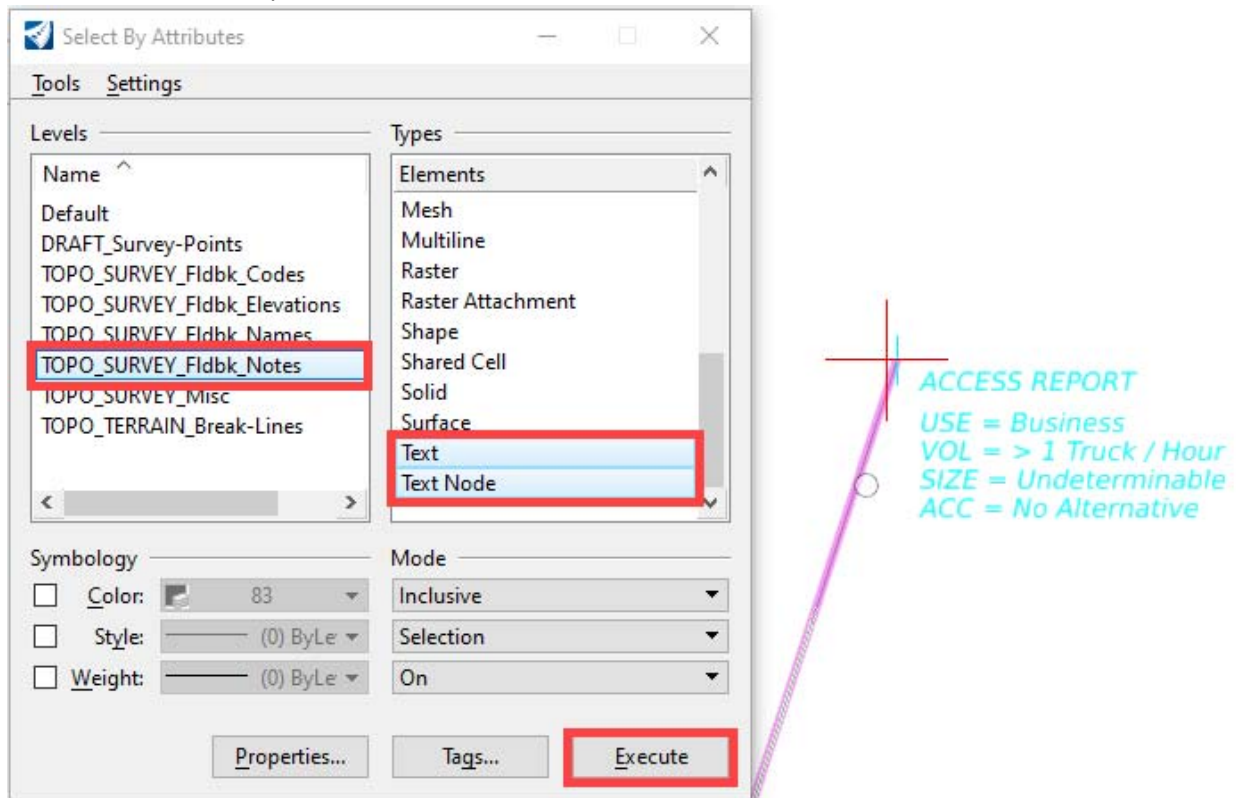 Select By Attributes
Tools Settings
Levels
Name
Default
DRAFT_Survey-Points
TOPO_SURVEY_Fldbk_Codes
TOPO_SURVEY_Fldbk_Elevations
TOPO_SURVEY_Fldbk_Names
TOPO_SURVEY_Fldbk_Notes
TOPO_SURVEY_Misc
TOPO_TERRAIN_Break-Lines
Types
Elements
Mesh
Multiline
Raster
Raster Attachment
Shape
Shared Cell
Solid
Surface
Text
Text Node
Symbology
Color: 83
Style: (0) ByLe
Weight: (0) ByLe
Mode
Inclusive
Selection
On
Properties... Tags... Execute
ACCESS REPORT
USE = Business
VOL = > 1 Truck / Hour
SIZE = Undeterminable
ACC = No Alternative